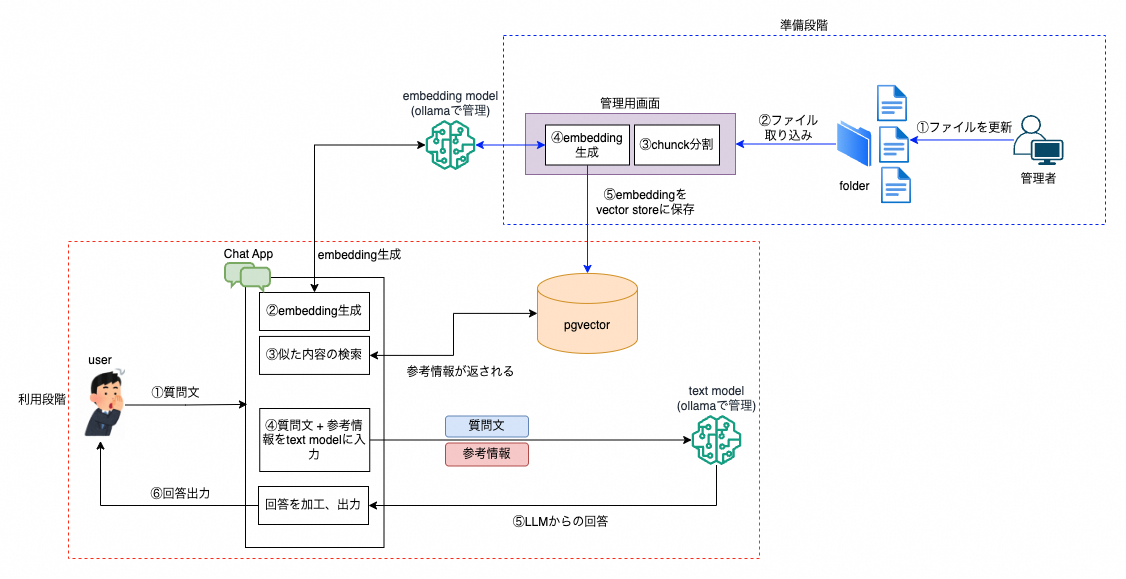 準備段階
embedding model
(ollamaで管理)
管理用画面
④embedding
生成
③chunck分割
②ファイル
取り込み
①ファイルを更新
folder
管理者
⑤embeddingを
vector storeに保存
embedding生成
Chat App
②embedding生成
pgvector
③似た内容の検索
参考情報が返される
user
利用段階
①質問文
④質問文 + 参考情
報をtext modelに入
力
質問文
参考情報
text model
(ollamaで管理)
⑥回答出力
回答を加工、出力
⑤LLMからの回答